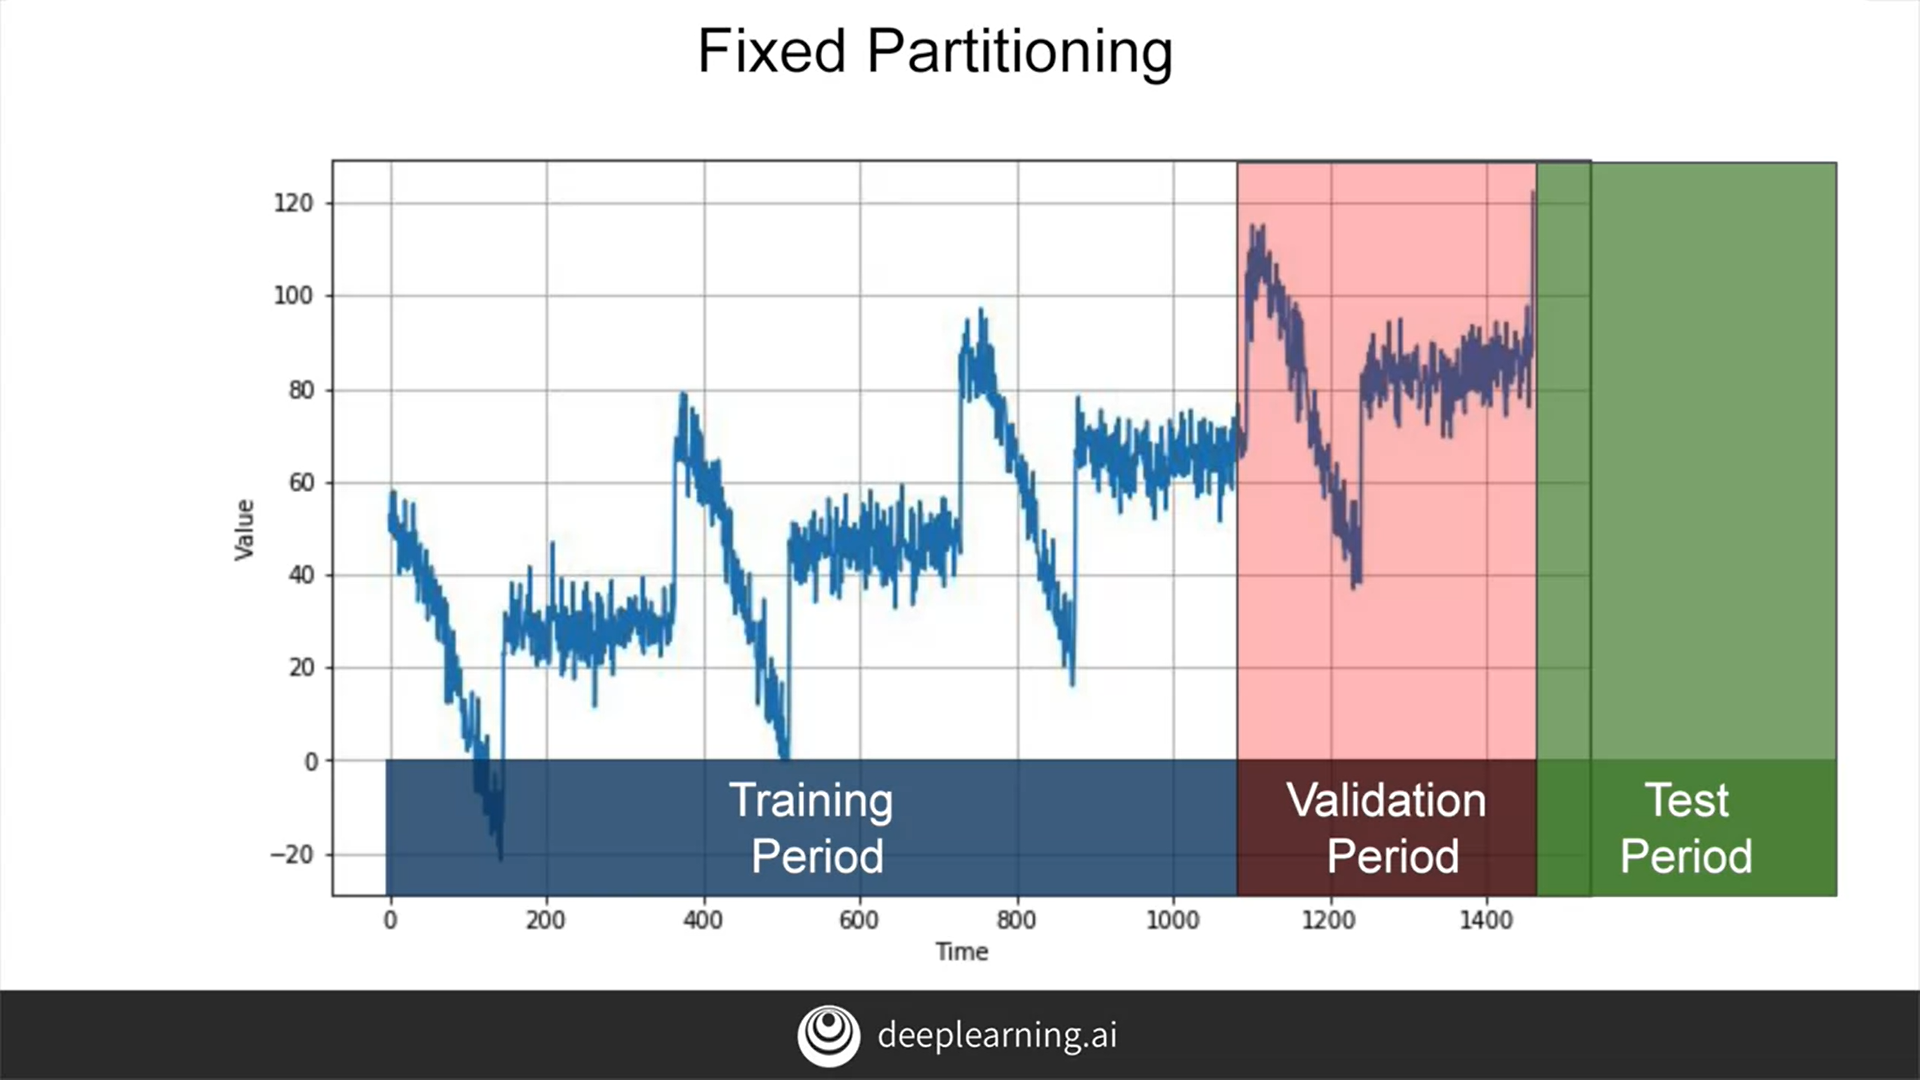 Fixed Partitioning
120
100
80
60
40
20
0
−20
Value
Training
Period
Validation
Period
Test
Period
0 200 400 600 800 1000 1200 1400
Time
deeplearning.ai